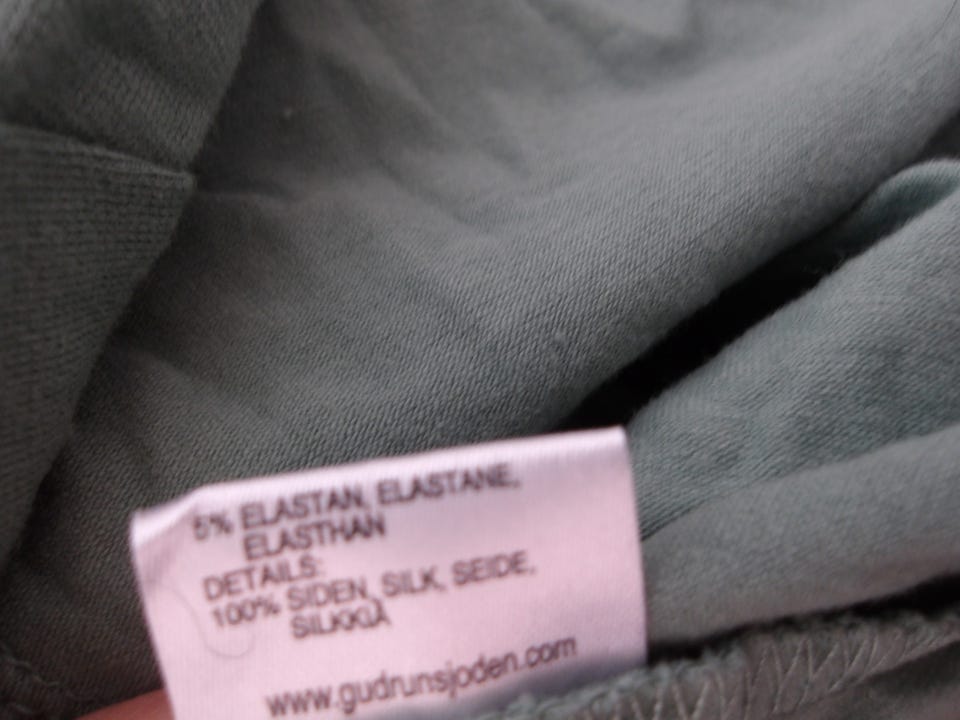 5% ELASTAN, ELASTANE,
ELASTHAN
DETAILS:
100% SIDEN, SILK, SEIDE,
SILKKIÄ
www.gudrunsjoden.com